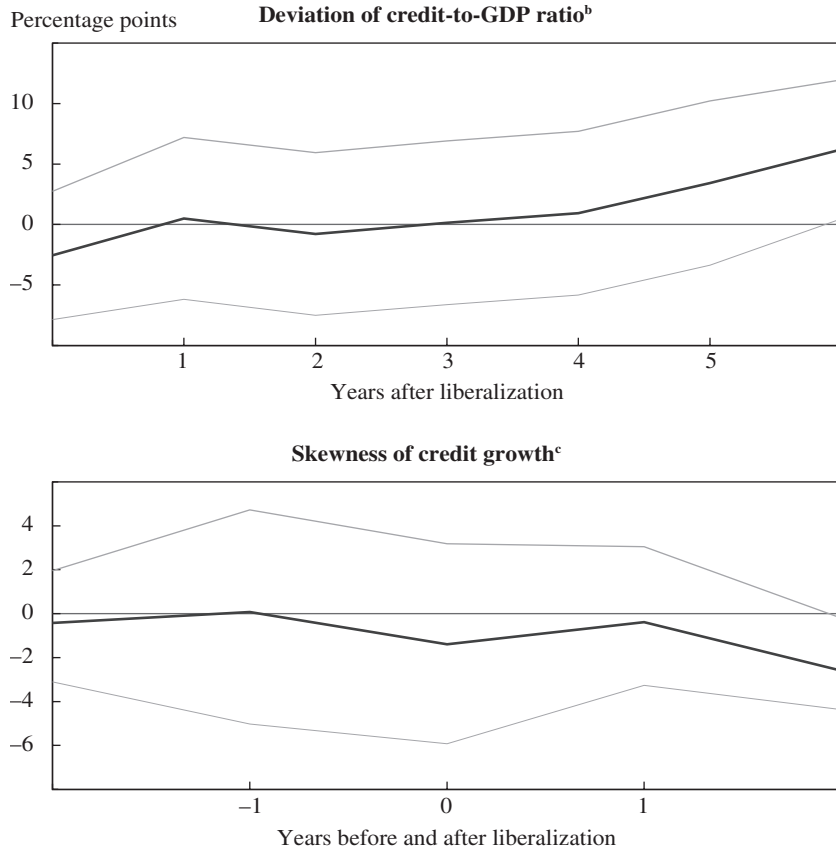 Deviation of credit-to-GDP ratioᵇ
Percentage points
10
5
0
–5
1 2 3 4 5
Years after liberalization
Skewness of credit growthᶜ
4
2
0
–2
–4
–6
–1 0 1
Years before and after liberalization